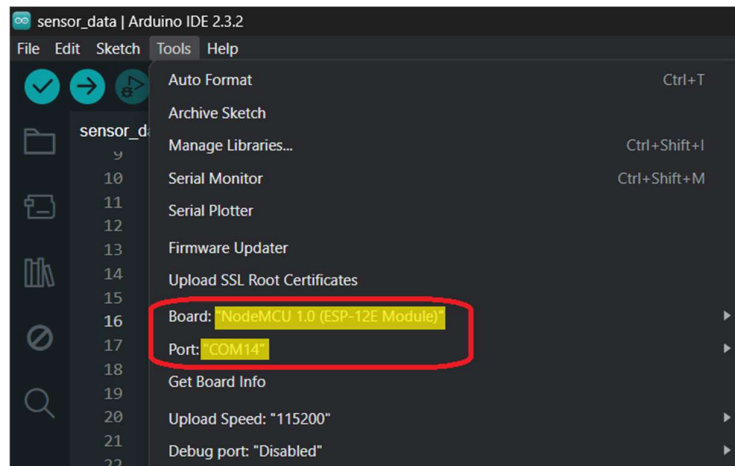 sensor_data | Arduino IDE 2.3.2
File Edit Sketch Tools Help
Auto Format Ctrl+T
Archive Sketch
sensor_da
Manage Libraries... Ctrl+Shift+I
9
10 Serial Monitor Ctrl+Shift+M
11 Serial Plotter
12
13 Firmware Updater
14 Upload SSL Root Certificates
15
16 Board: "NodeMCU 1.0 (ESP-12E Module)"
17 Port: "COM14"
18 Get Board Info
19
20 Upload Speed: "115200"
21 Debug port: "Disabled"
22